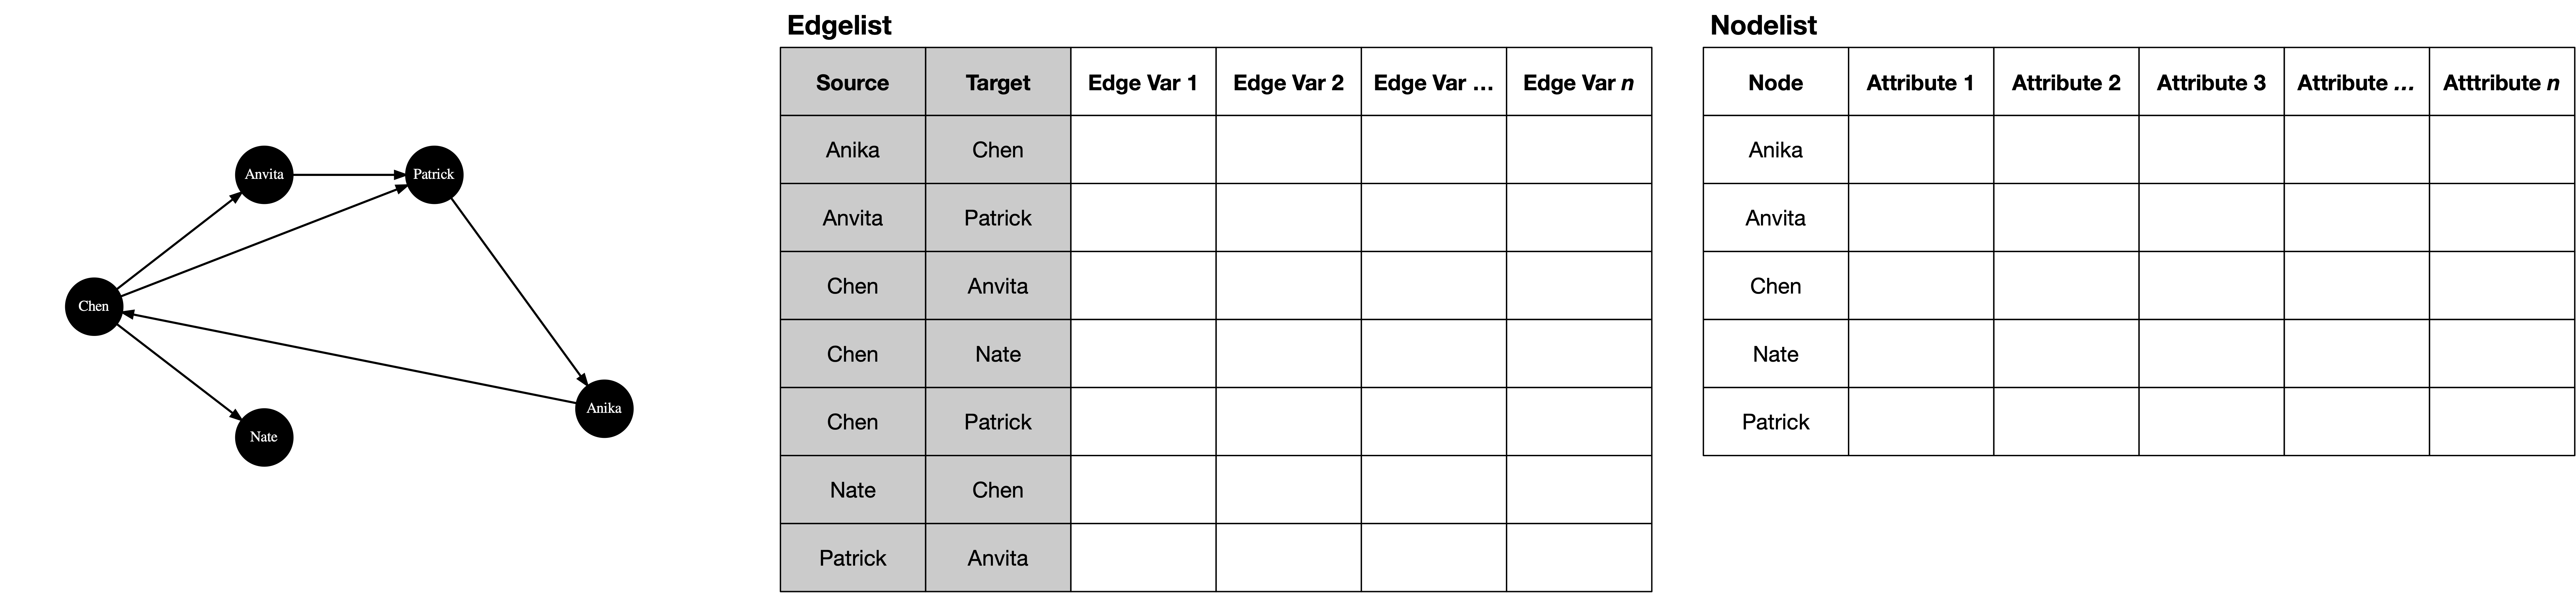 Anvita
Patrick
Chen
Anika
Nate
Edgelist
Source Target Edge Var 1 Edge Var 2 Edge Var ... Edge Var n
Anika Chen
Anvita Patrick
Chen Anvita
Chen Nate
Chen Patrick
Nate Chen
Patrick Anvita
Nodelist
Node Attribute 1 Attribute 2 Attribute 3 Attribute ... Atttribute n
Anika
Anvita
Chen
Nate
Patrick